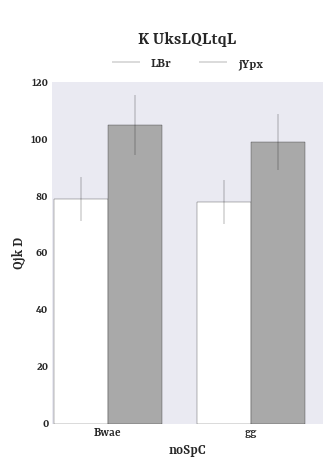 K UksLQLtqL
LBr
jYpx
120
100
80
60
40
20
0
Qjk D
Bwae
gg
noSpC